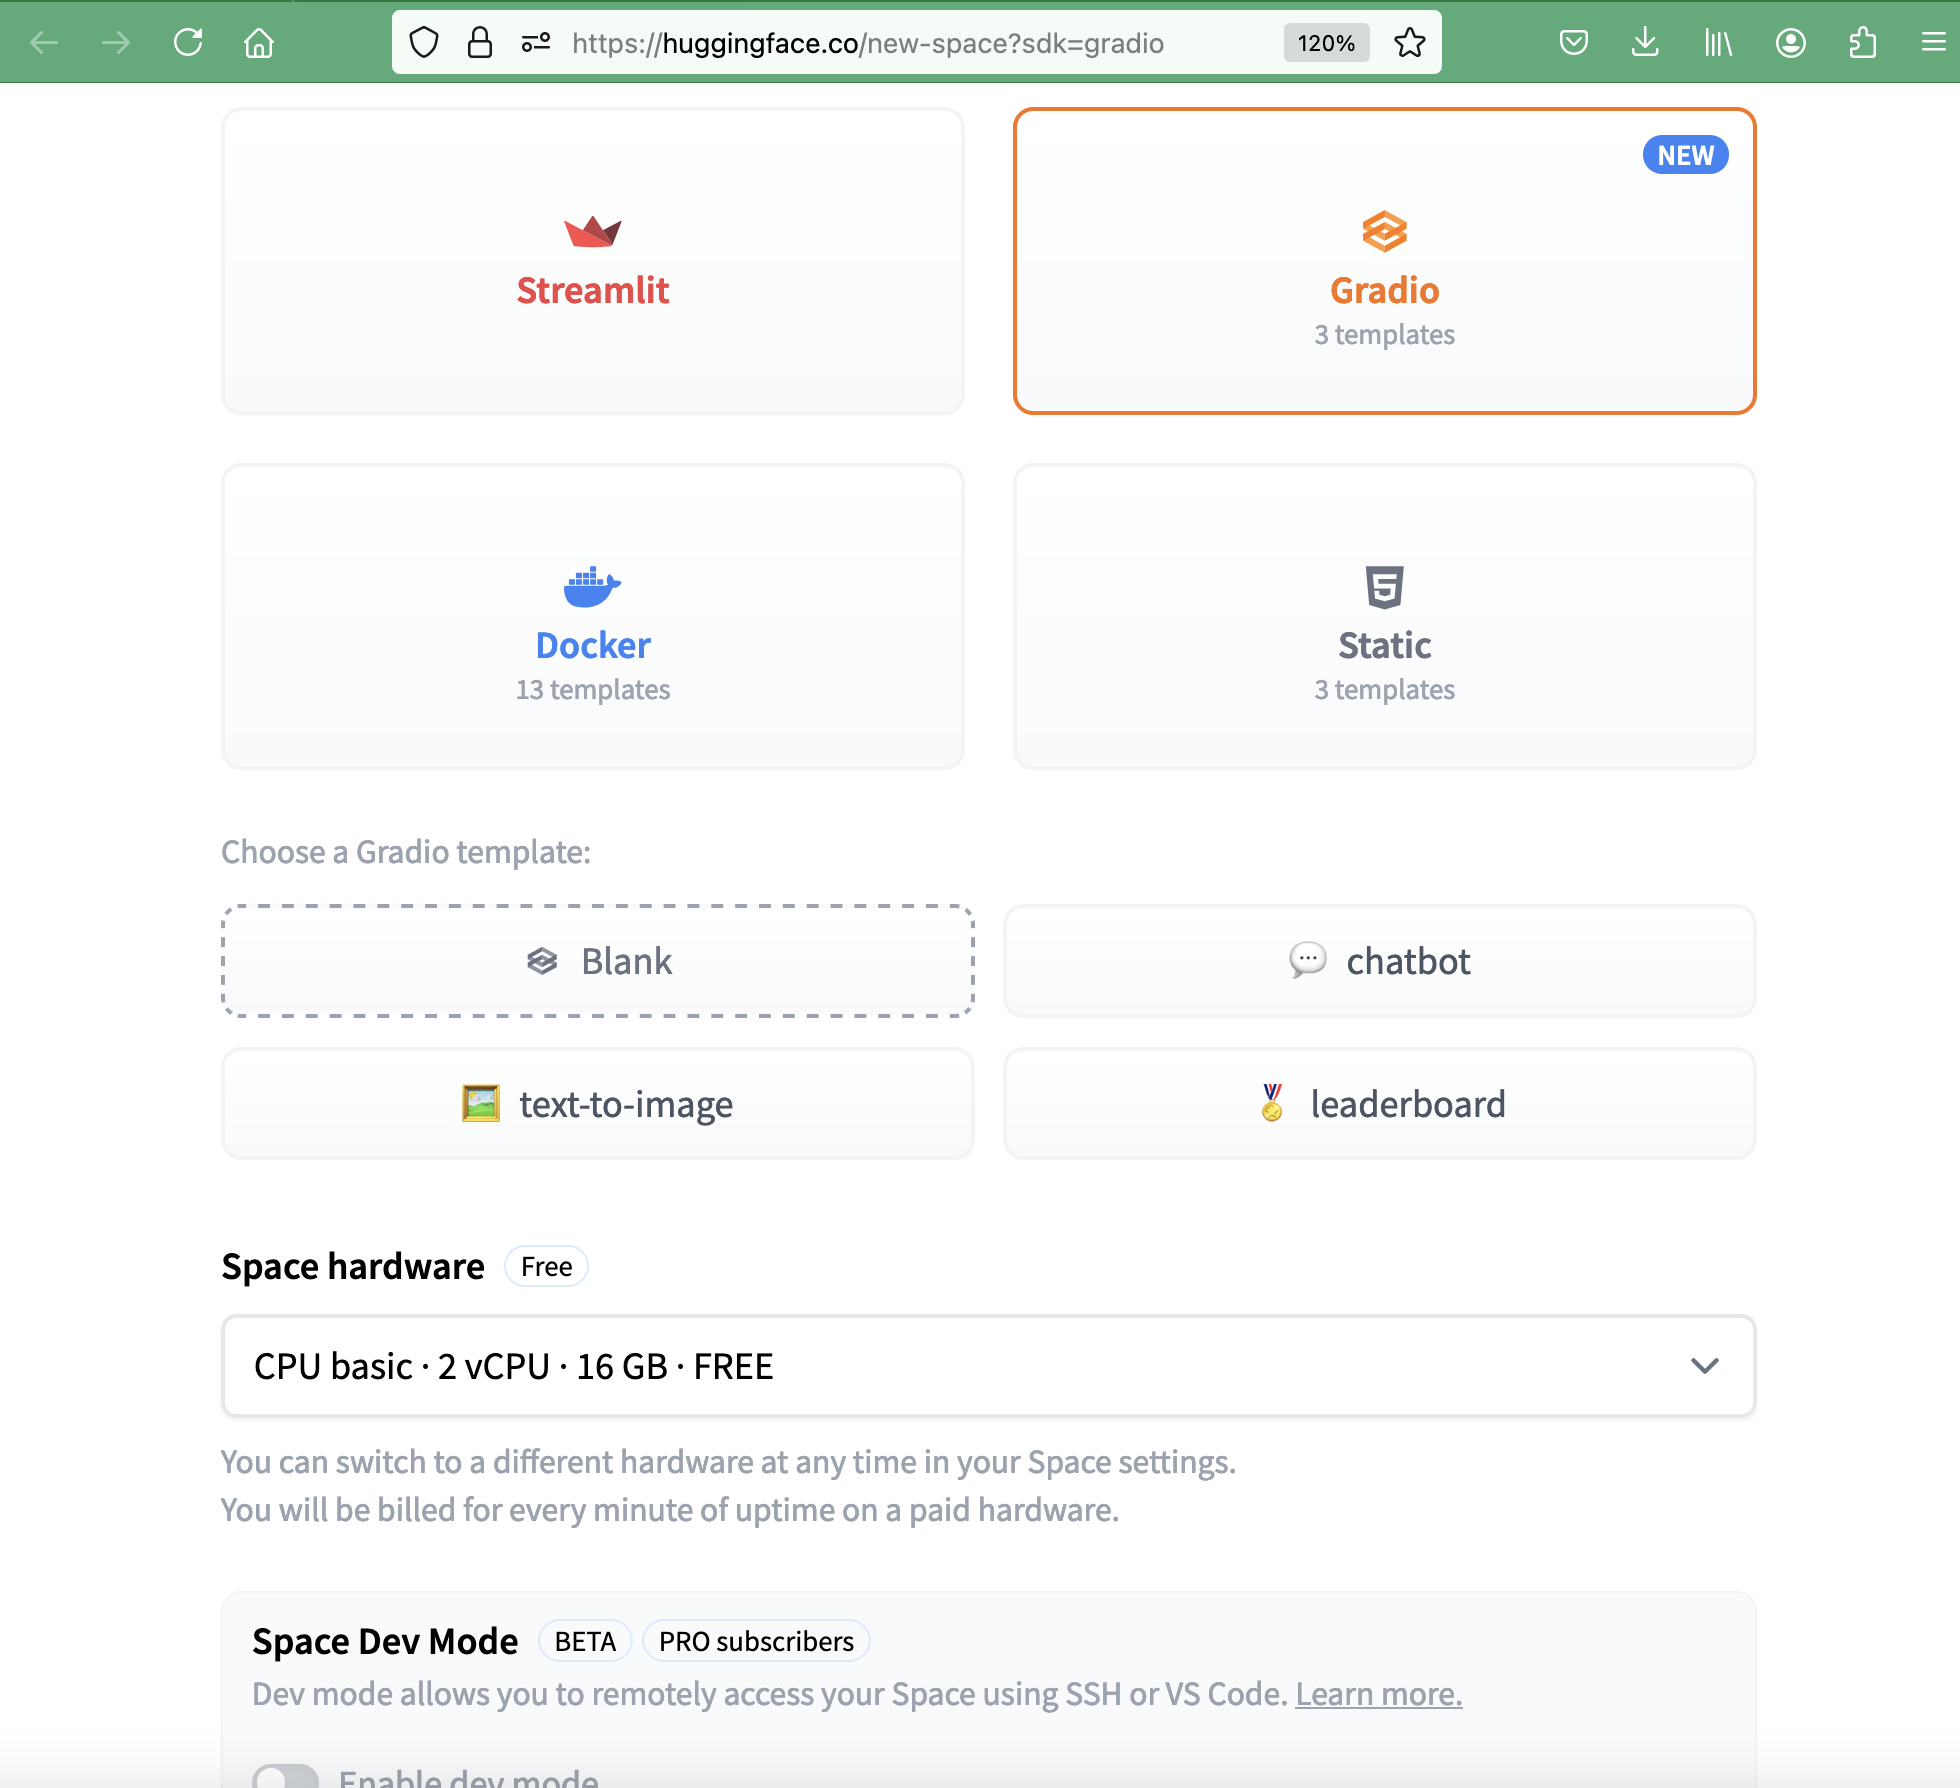 https://huggingface.co/new-space?sdk=gradio
120%
NEW
Streamlit
Gradio
3 templates
Docker
13 templates
Static
3 templates
Choose a Gradio template:
Blank
chatbot
text-to-image
leaderboard
Space hardware Free
CPU basic · 2 vCPU · 16 GB · FREE
You can switch to a different hardware at any time in your Space settings.
You will be billed for every minute of uptime on a paid hardware.
Space Dev Mode BETA PRO subscribers
Dev mode allows you to remotely access your Space using SSH or VS Code. Learn more.
Enable dev mode